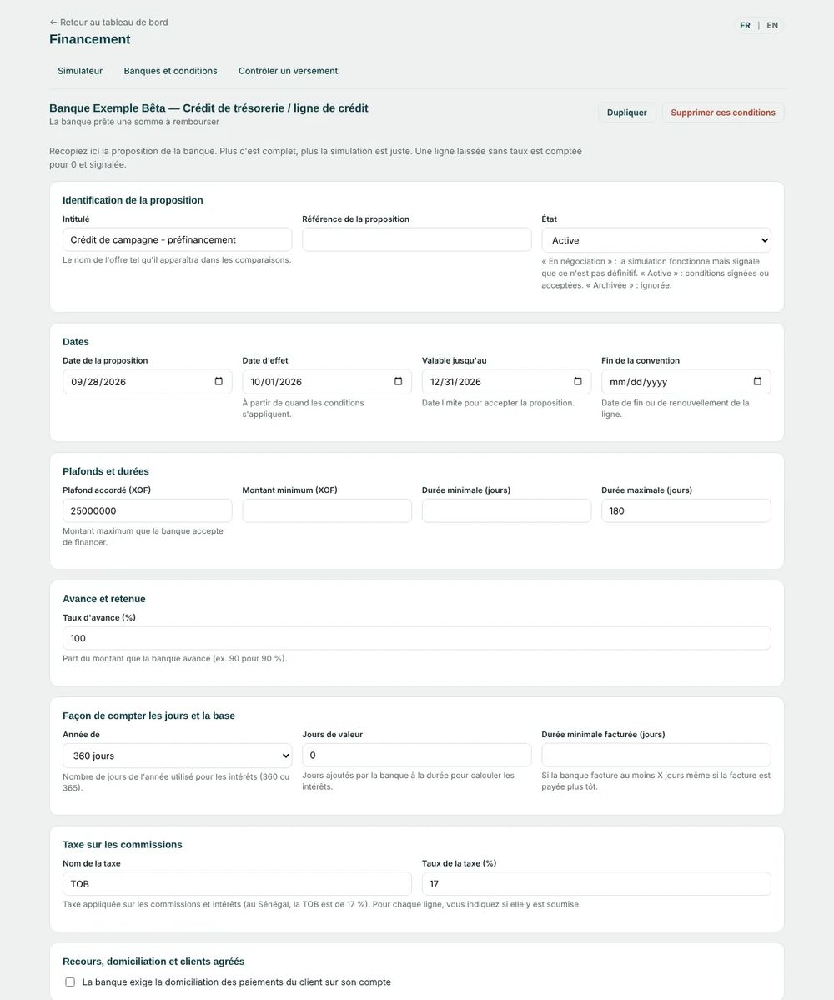 ← Retour au tableau de bord
FR | EN
Financement
Simulateur Banques et conditions Contrôler un versement
Banque Exemple Bêta — Crédit de trésorerie / ligne de crédit
La banque prête une somme à rembourser
Dupliquer Supprimer ces conditions
Recopiez ici la proposition de la banque. Plus c'est complet, plus la simulation est juste. Une ligne laissée sans taux est comptée
pour 0 et signalée.
Identification de la proposition
Intitulé Référence de la proposition État
Crédit de campagne - préfinancement Active
Le nom de l'offre tel qu'il apparaîtra dans les comparaisons.
« En négociation » : la simulation fonctionne mais signale
que ce n'est pas définitif. « Active » : conditions signées ou
acceptées. « Archivée » : ignorée.
Dates
Date de la proposition Date d'effet Valable jusqu'au Fin de la convention
09/28/2026 10/01/2026 12/31/2026 mm/dd/yyyy
À partir de quand les conditions
s'appliquent.
Date limite pour accepter la proposition.
Date de fin ou de renouvellement de la
ligne.
Plafonds et durées
Plafond accordé (XOF) Montant minimum (XOF) Durée minimale (jours) Durée maximale (jours)
25000000 180
Montant maximum que la banque accepte
de financer.
Avance et retenue
Taux d'avance (%)
100
Part du montant que la banque avance (ex. 90 pour 90 %).
Façon de compter les jours et la base
Année de Jours de valeur Durée minimale facturée (jours)
360 jours 0
Nombre de jours de l'année utilisé pour les intérêts (360 ou
365).
Jours ajoutés par la banque à la durée pour calculer les
intérêts.
Si la banque facture au moins X jours même si la facture est
payée plus tôt.
Taxe sur les commissions
Nom de la taxe Taux de la taxe (%)
TOB 17
Taxe appliquée sur les commissions et intérêts (au Sénégal, la TOB est de 17 %). Pour chaque ligne, vous indiquez si elle y est soumise.
Recours, domiciliation et clients agréés
La banque exige la domiciliation des paiements du client sur son compte